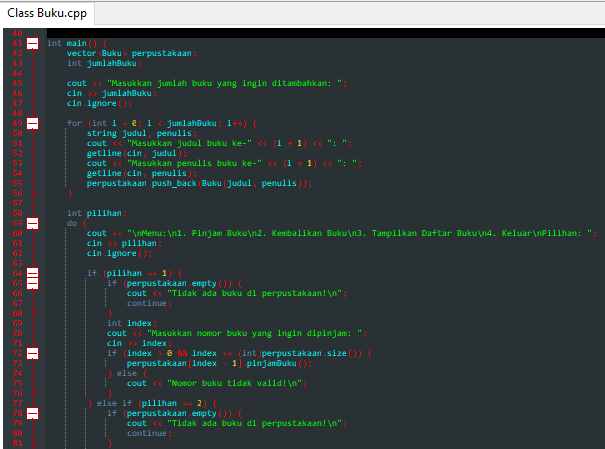 Class Buku.cpp
40
41 int main() {
42 vector<Buku> perpustakaan;
43 int jumlahBuku;
44
45 cout << "Masukkan jumlah buku yang ingin ditambahkan: ";
46 cin >> jumlahBuku;
47 cin.ignore();
48
49 for (int i = 0; i < jumlahBuku; i++) {
50 string judul, penulis;
51 cout << "Masukkan judul buku ke-" << (i + 1) << ": ";
52 getline(cin, judul);
53 cout << "Masukkan penulis buku ke-" << (i + 1) << ": ";
54 getline(cin, penulis);
55 perpustakaan.push_back(Buku(judul, penulis));
56 }
57
58 int pilihan;
59 do {
60 cout << "\nMenu:\n1. Pinjam Buku\n2. Kembalikan Buku\n3. Tampilkan Daftar Buku\n4. Keluar\nPilihan: ";
61 cin >> pilihan;
62 cin.ignore();
63
64 if (pilihan == 1) {
65 if (perpustakaan.empty()) {
66 cout << "Tidak ada buku di perpustakaan!\n";
67 continue;
68 }
69 int index;
70 cout << "Masukkan nomor buku yang ingin dipinjam: ";
71 cin >> index;
72 if (index > 0 && index <= (int)perpustakaan.size()) {
73 perpustakaan[index - 1].pinjamBuku();
74 } else {
75 cout << "Nomor buku tidak valid!\n";
76 }
77 } else if (pilihan == 2) {
78 if (perpustakaan.empty()) {
79 cout << "Tidak ada buku di perpustakaan!\n";
80 continue;
81 }